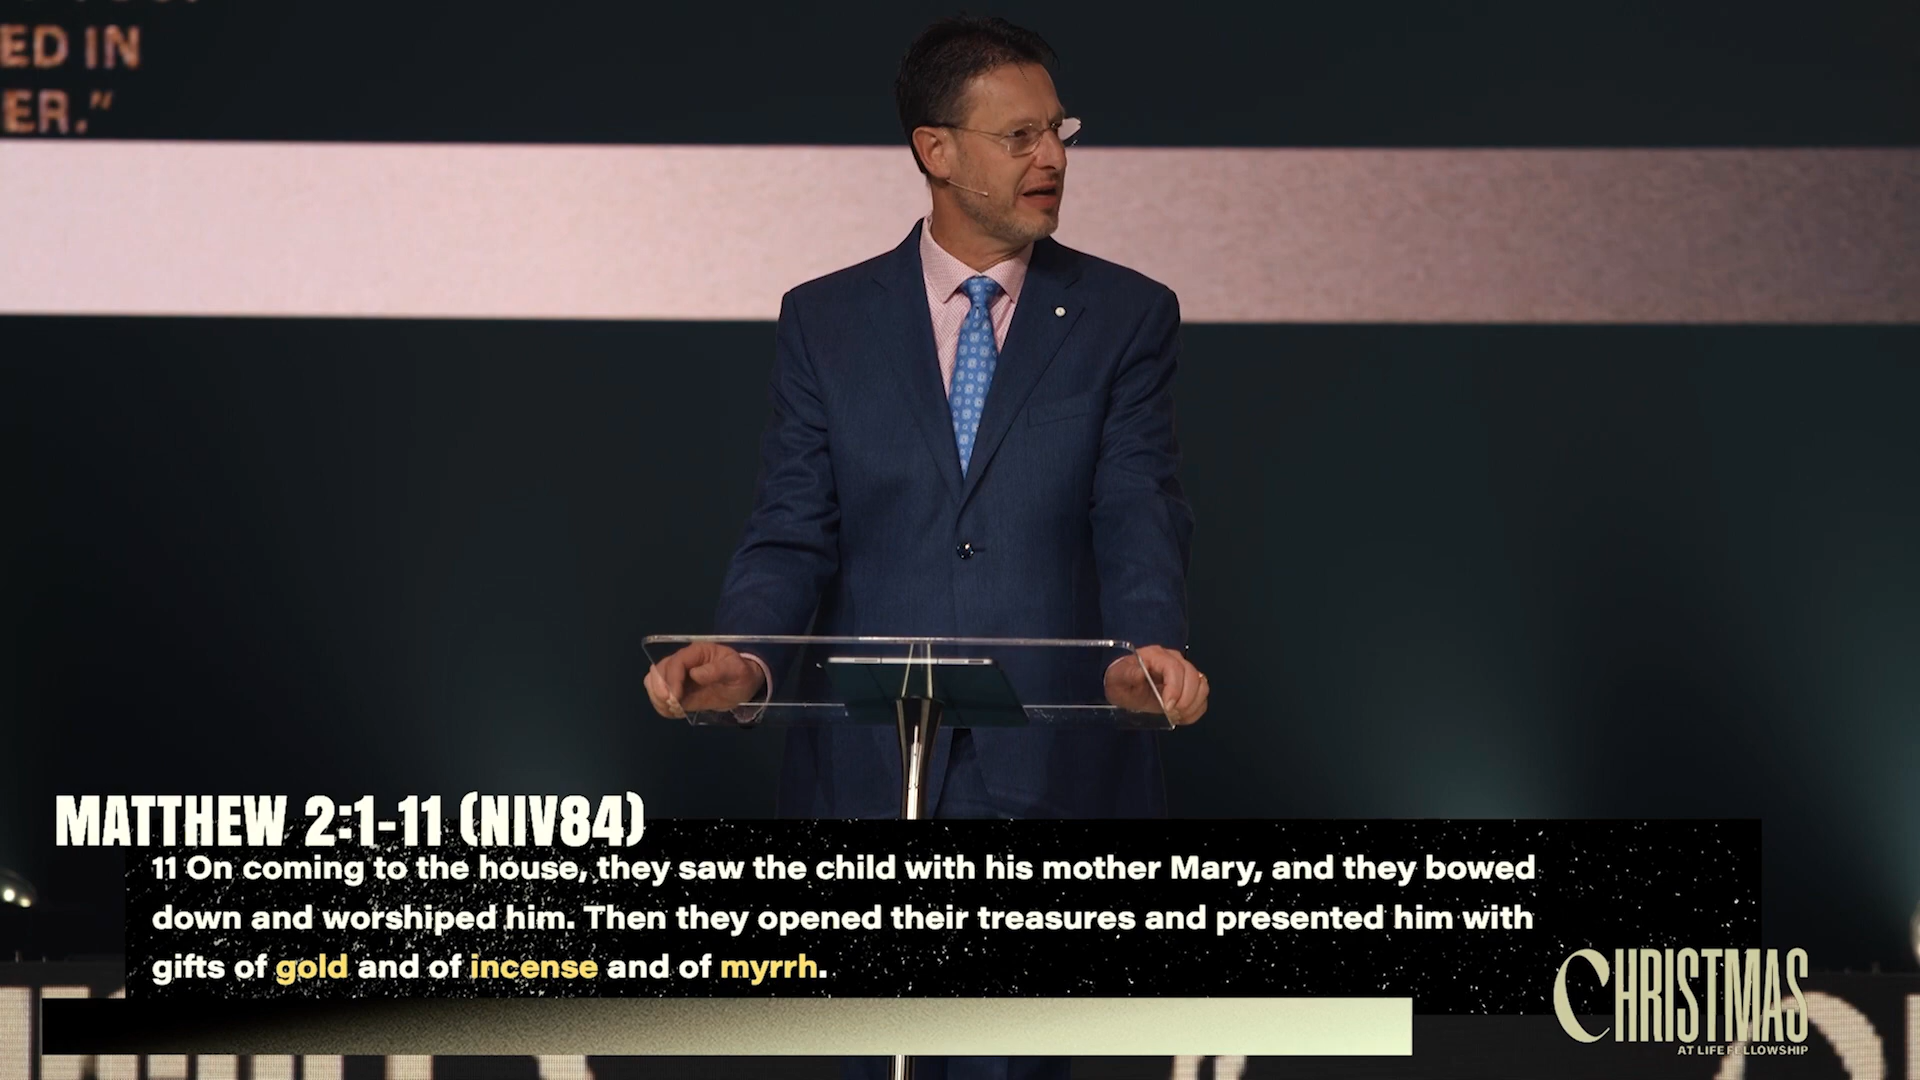 ED IN
ER."
MATTHEW 2:1-11 (NIV84)
11 On coming to the house, they saw the child with his mother Mary, and they bowed
down and worshiped him. Then they opened their treasures and presented him with
gifts of gold and of incense and of myrrh.
CHRISTMAS
AT LIFE FELLOWSHIP